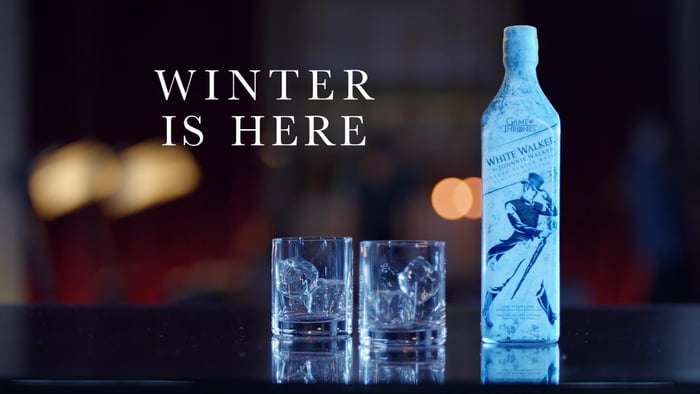 WINTER
IS HERE
GAME OF
THRONES
WHITE WALKER
BY JOHNNIE WALKER